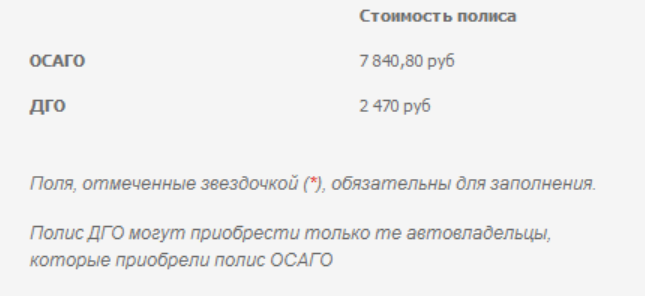 Стоимость полиса
ОСАГО 7 840,80 руб
ДГО 2 470 руб
Поля, отмеченные звездочкой (*), обязательны для заполнения.
Полис ДГО могут приобрести только те автовладельцы,
которые приобрели полис ОСАГО